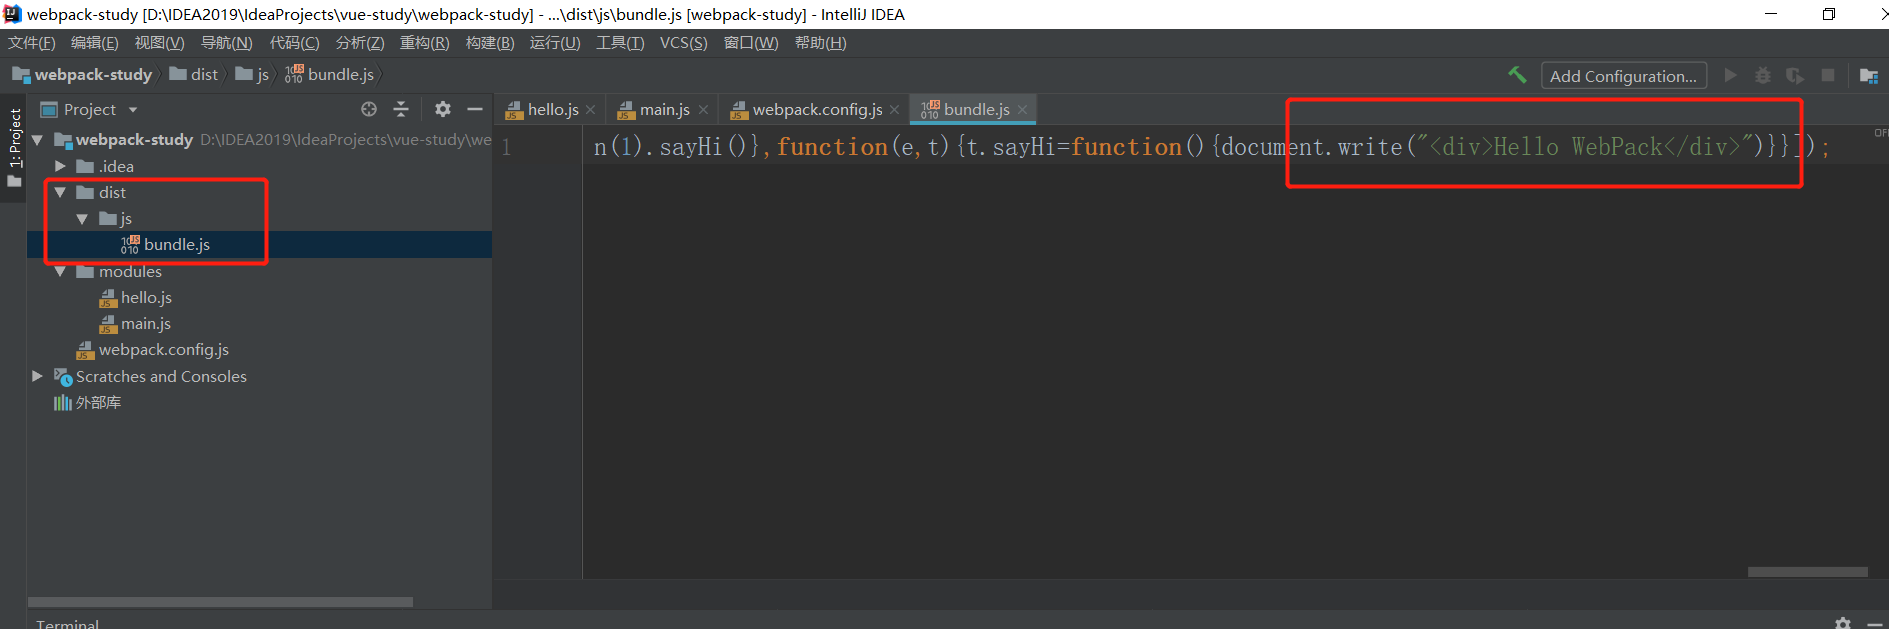 webpack-study [D:\IDEA2019\IdeaProjects\vue-study\webpack-study] - ...\dist\js\bundle.js [webpack-study] - IntelliJ IDEA
文件(F) 编辑(E) 视图(V) 导航(N) 代码(C) 分析(Z) 重构(R) 构建(B) 运行(U) 工具(T) VCS(S) 窗口(W) 帮助(H)
webpack-study dist js bundle.js Add Configuration...
1: Project
Project hello.js main.js webpack.config.js bundle.js
webpack-study D:\IDEA2019\IdeaProjects\vue-study\we
1 n(1).sayHi()},function(e,t){t.sayHi=function(){document.write("<div>Hello WebPack</div>")}}]);
.idea
dist
js
bundle.js
modules
hello.js
main.js
webpack.config.js
Scratches and Consoles
外部库
Terminal